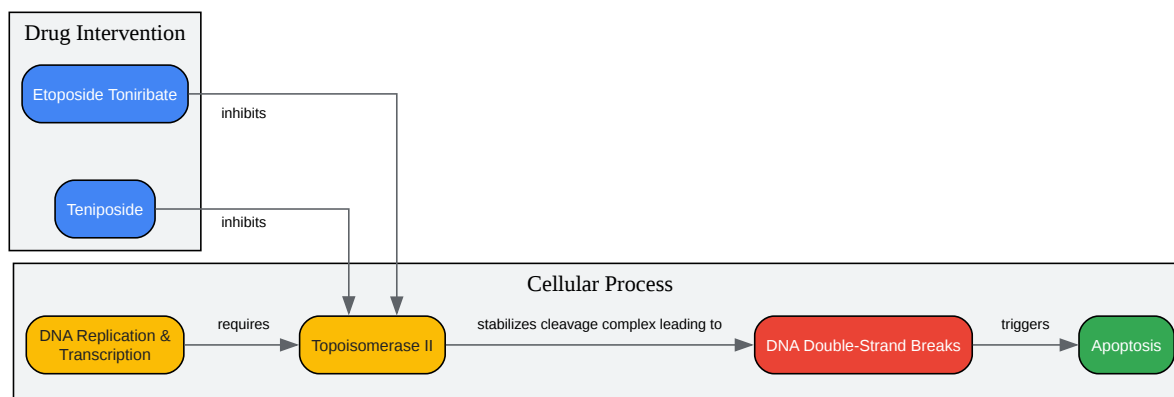 Drug Intervention
Etoposide Toniribate
inhibits
Teniposide
inhibits
Cellular Process
DNA Replication &
Transcription
requires
Topoisomerase II
stabilizes cleavage complex leading to
DNA Double-Strand Breaks
triggers
Apoptosis